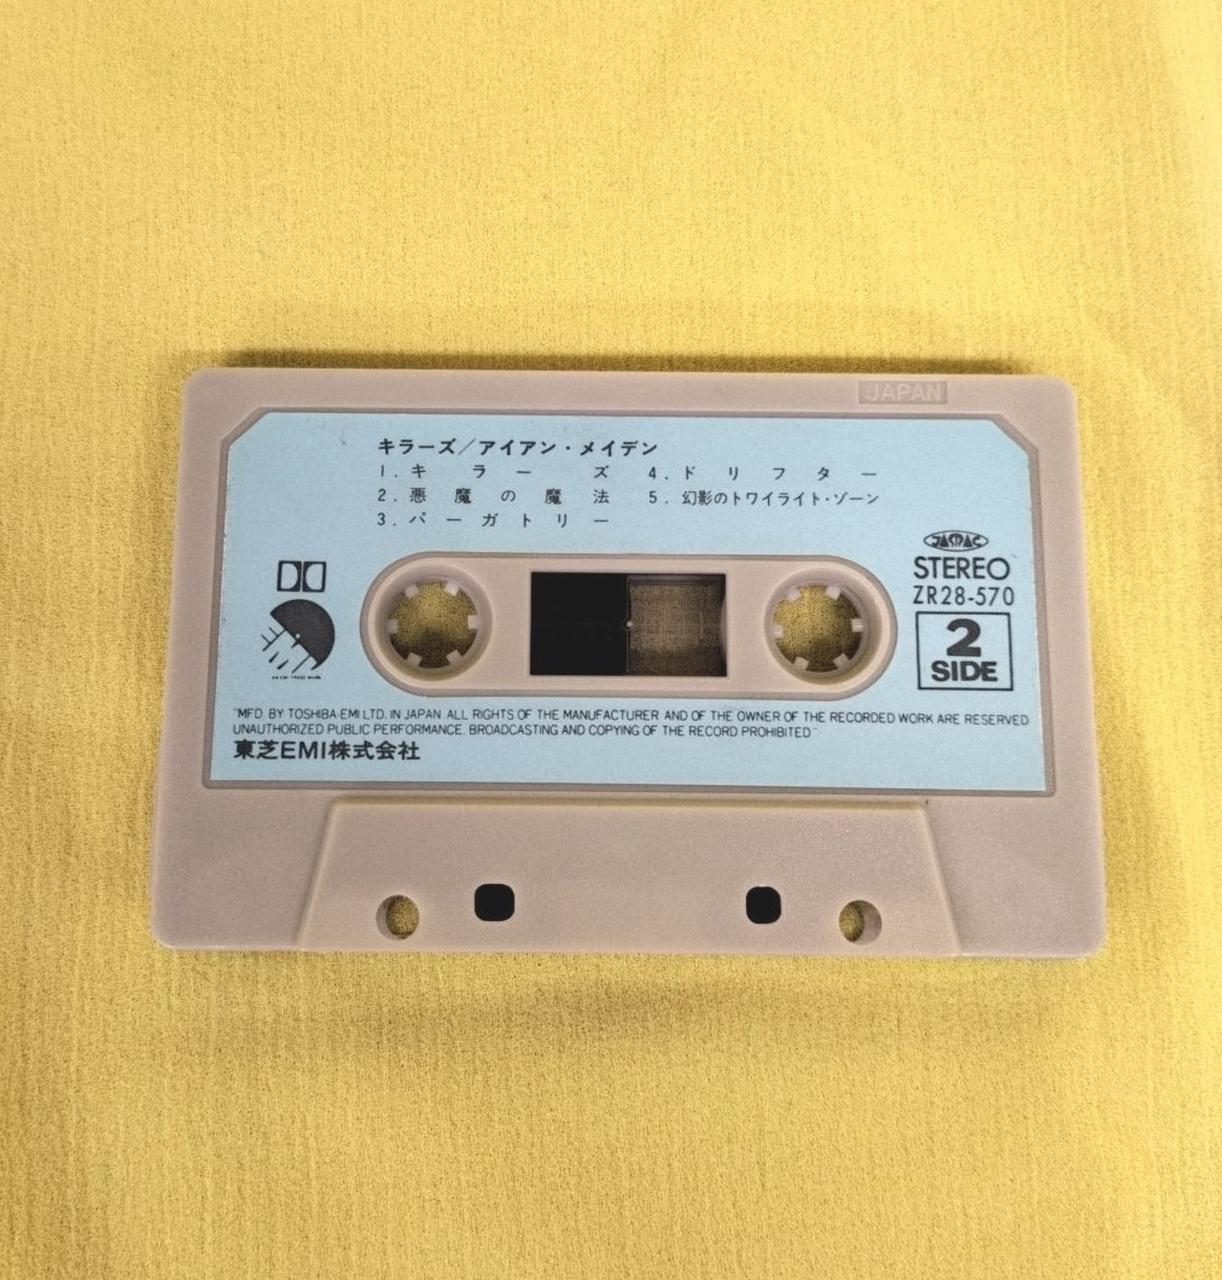 JAPAN
キラーズ／アイアン・メイデン
1. キラーズ 4. ドリフター
2. 悪魔の魔法 5. 幻影のトワイライト・ゾーン
3. パーガトリー
JASRAC
STEREO
ZR28-570
2
SIDE
AN EMI TRADE MARK
"MFD BY TOSHIBA-EMI LTD. IN JAPAN. ALL RIGHTS OF THE MANUFACTURER AND OF THE OWNER OF THE RECORDED WORK ARE RESERVED
UNAUTHORIZED PUBLIC PERFORMANCE. BROADCASTING AND COPYING OF THE RECORD PROHIBITED"
東芝EMI株式会社